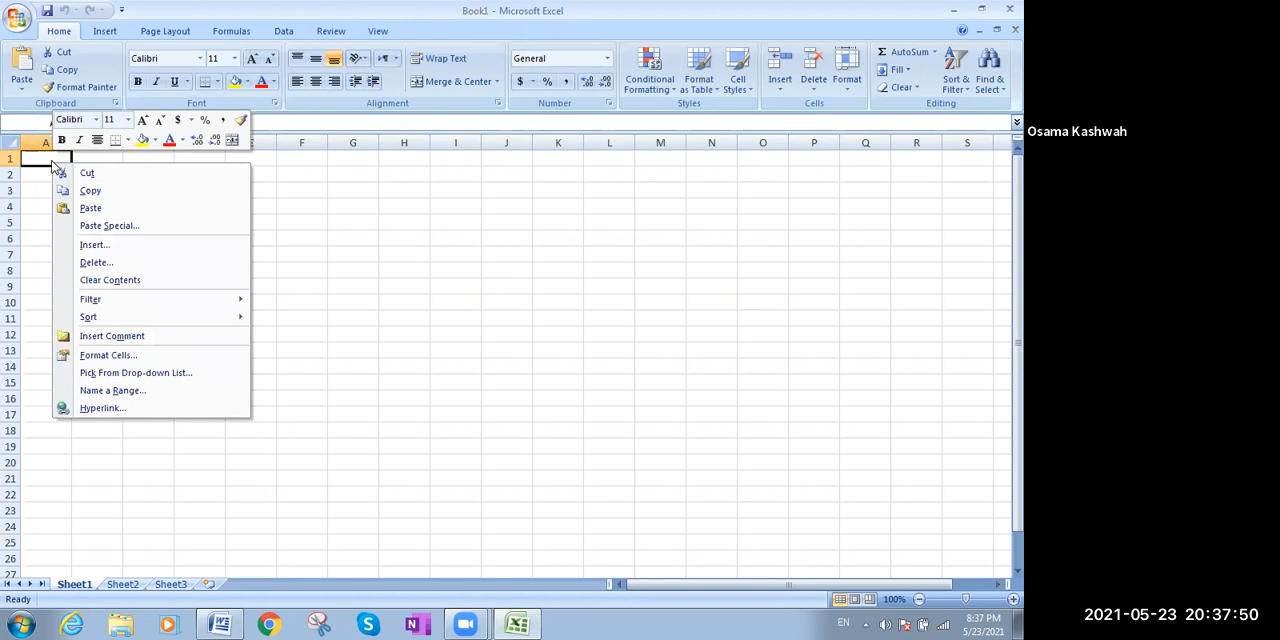 Book1 - Microsoft Excel
Home Insert Page Layout Formulas Data Review View
Paste
Cut
Copy
Format Painter
Clipboard
Calibri 11
B I U
A A
Font
Wrap Text
Merge & Center
Alignment
General
$ % ,
Number
Conditional Formatting
Format as Table
Cell Styles
Styles
Insert Delete Format
Cells
AutoSum
Fill
Clear
Sort & Filter
Find & Select
Editing
Calibri 11 A A $ % ,
B I A
A F G H I J K L M N O P Q R S
1
2
3
4
5
6
7
8
9
10
11
12
13
14
15
16
17
18
19
20
21
22
23
24
25
26
27
Cut
Copy
Paste
Paste Special...
Insert...
Delete...
Clear Contents
Filter
Sort
Insert Comment
Format Cells...
Pick From Drop-down List...
Name a Range...
Hyperlink...
Sheet1 Sheet2 Sheet3
Ready
100%
EN
8:37 PM
5/23/2021
Osama Kashwah
2021-05-23 20:37:50